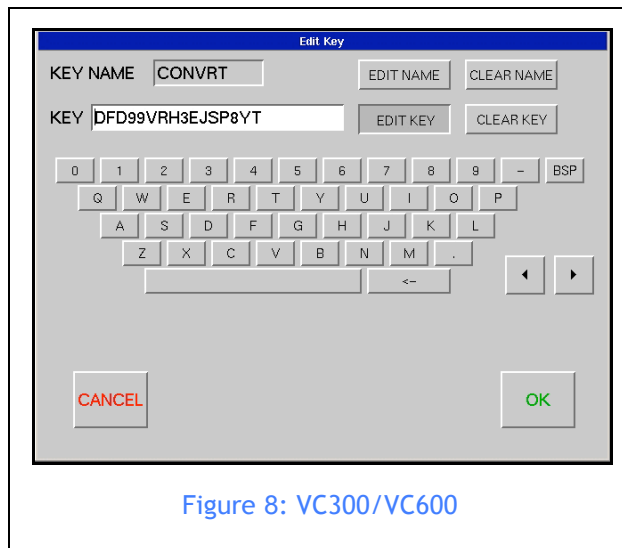 Edit Key
KEY NAME CONVRT EDIT NAME CLEAR NAME
KEY DFD99VRH3EJSP8YT EDIT KEY CLEAR KEY
0 1 2 3 4 5 6 7 8 9 - BSP
Q W E R T Y U I O P
A S D F G H J K L
Z X C V B N M .
<-
CANCEL OK
Figure 8: VC300/VC600